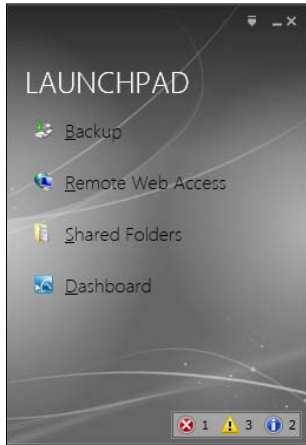 LAUNCHPAD
Backup
Remote Web Access
Shared Folders
Dashboard
1 3 2